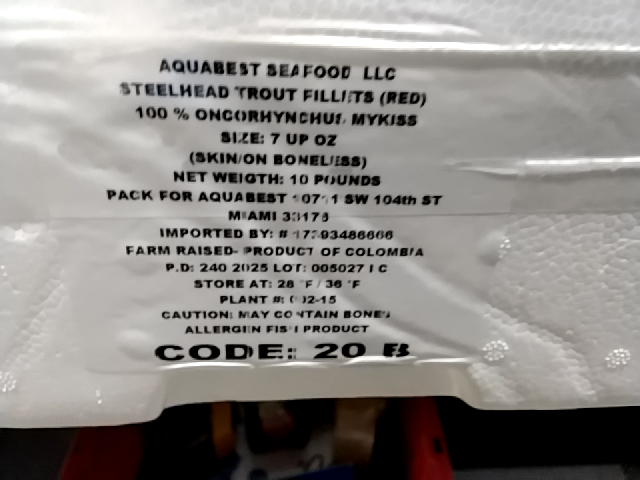 AQUABEST SEAFOOD LLC
STEELHEAD TROUT FILLETS (RED)
100 % ONCORHYNCHUS MYKISS
SIZE: 7 UP OZ
(SKIN/ON BONELESS)
NET WEIGTH: 10 POUNDS
PACK FOR AQUABEST SW 104th ST
MIAMI
IMPORTED BY: #
FARM RAISED- PRODUCT OF COLOMBIA
P.D: 240 2025 LOT: 005027
STORE AT: 28 °F / 36 °F
PLANT #:
CAUTION: MAY CONTAIN BONES
ALLERGIEN FISH PRODUCT
CODE: 20 B